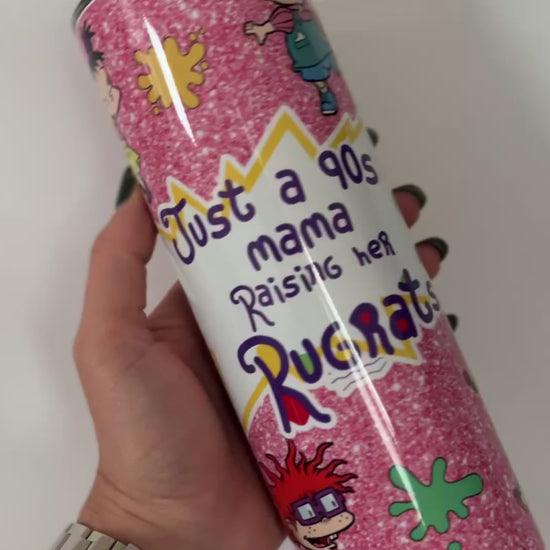 Just a 90s
mama
Raising her
Rugrats